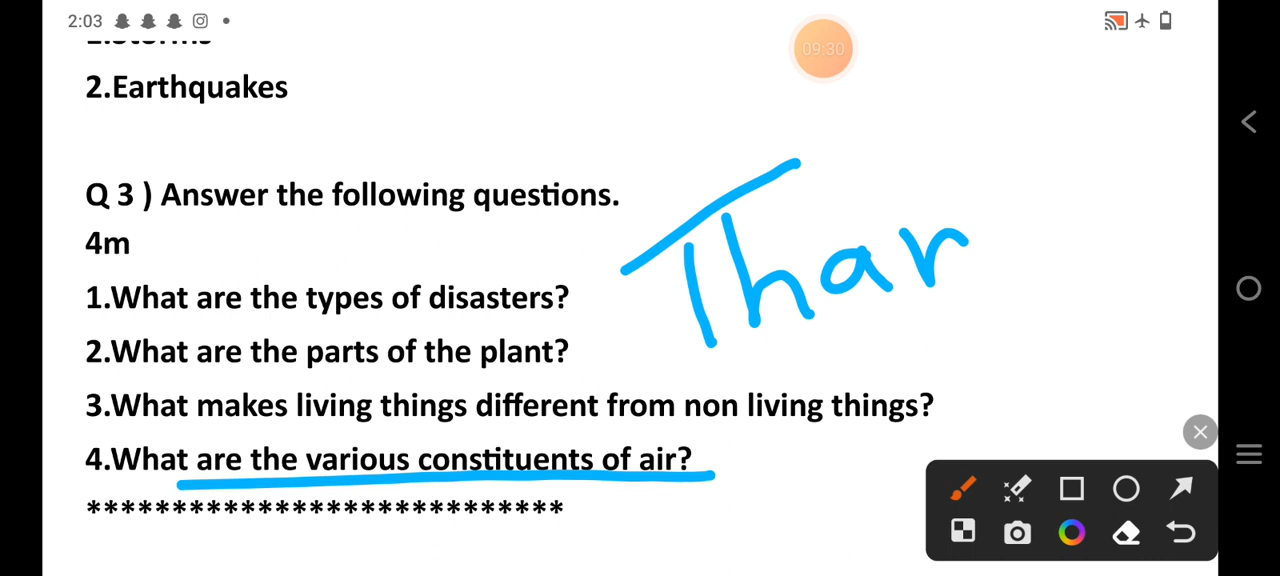 2:03
09:30
2.Earthquakes
Q 3 ) Answer the following questions.
4m
Thar
1.What are the types of disasters?
2.What are the parts of the plant?
3.What makes living things different from non living things?
4.What are the various constituents of air?
****************************